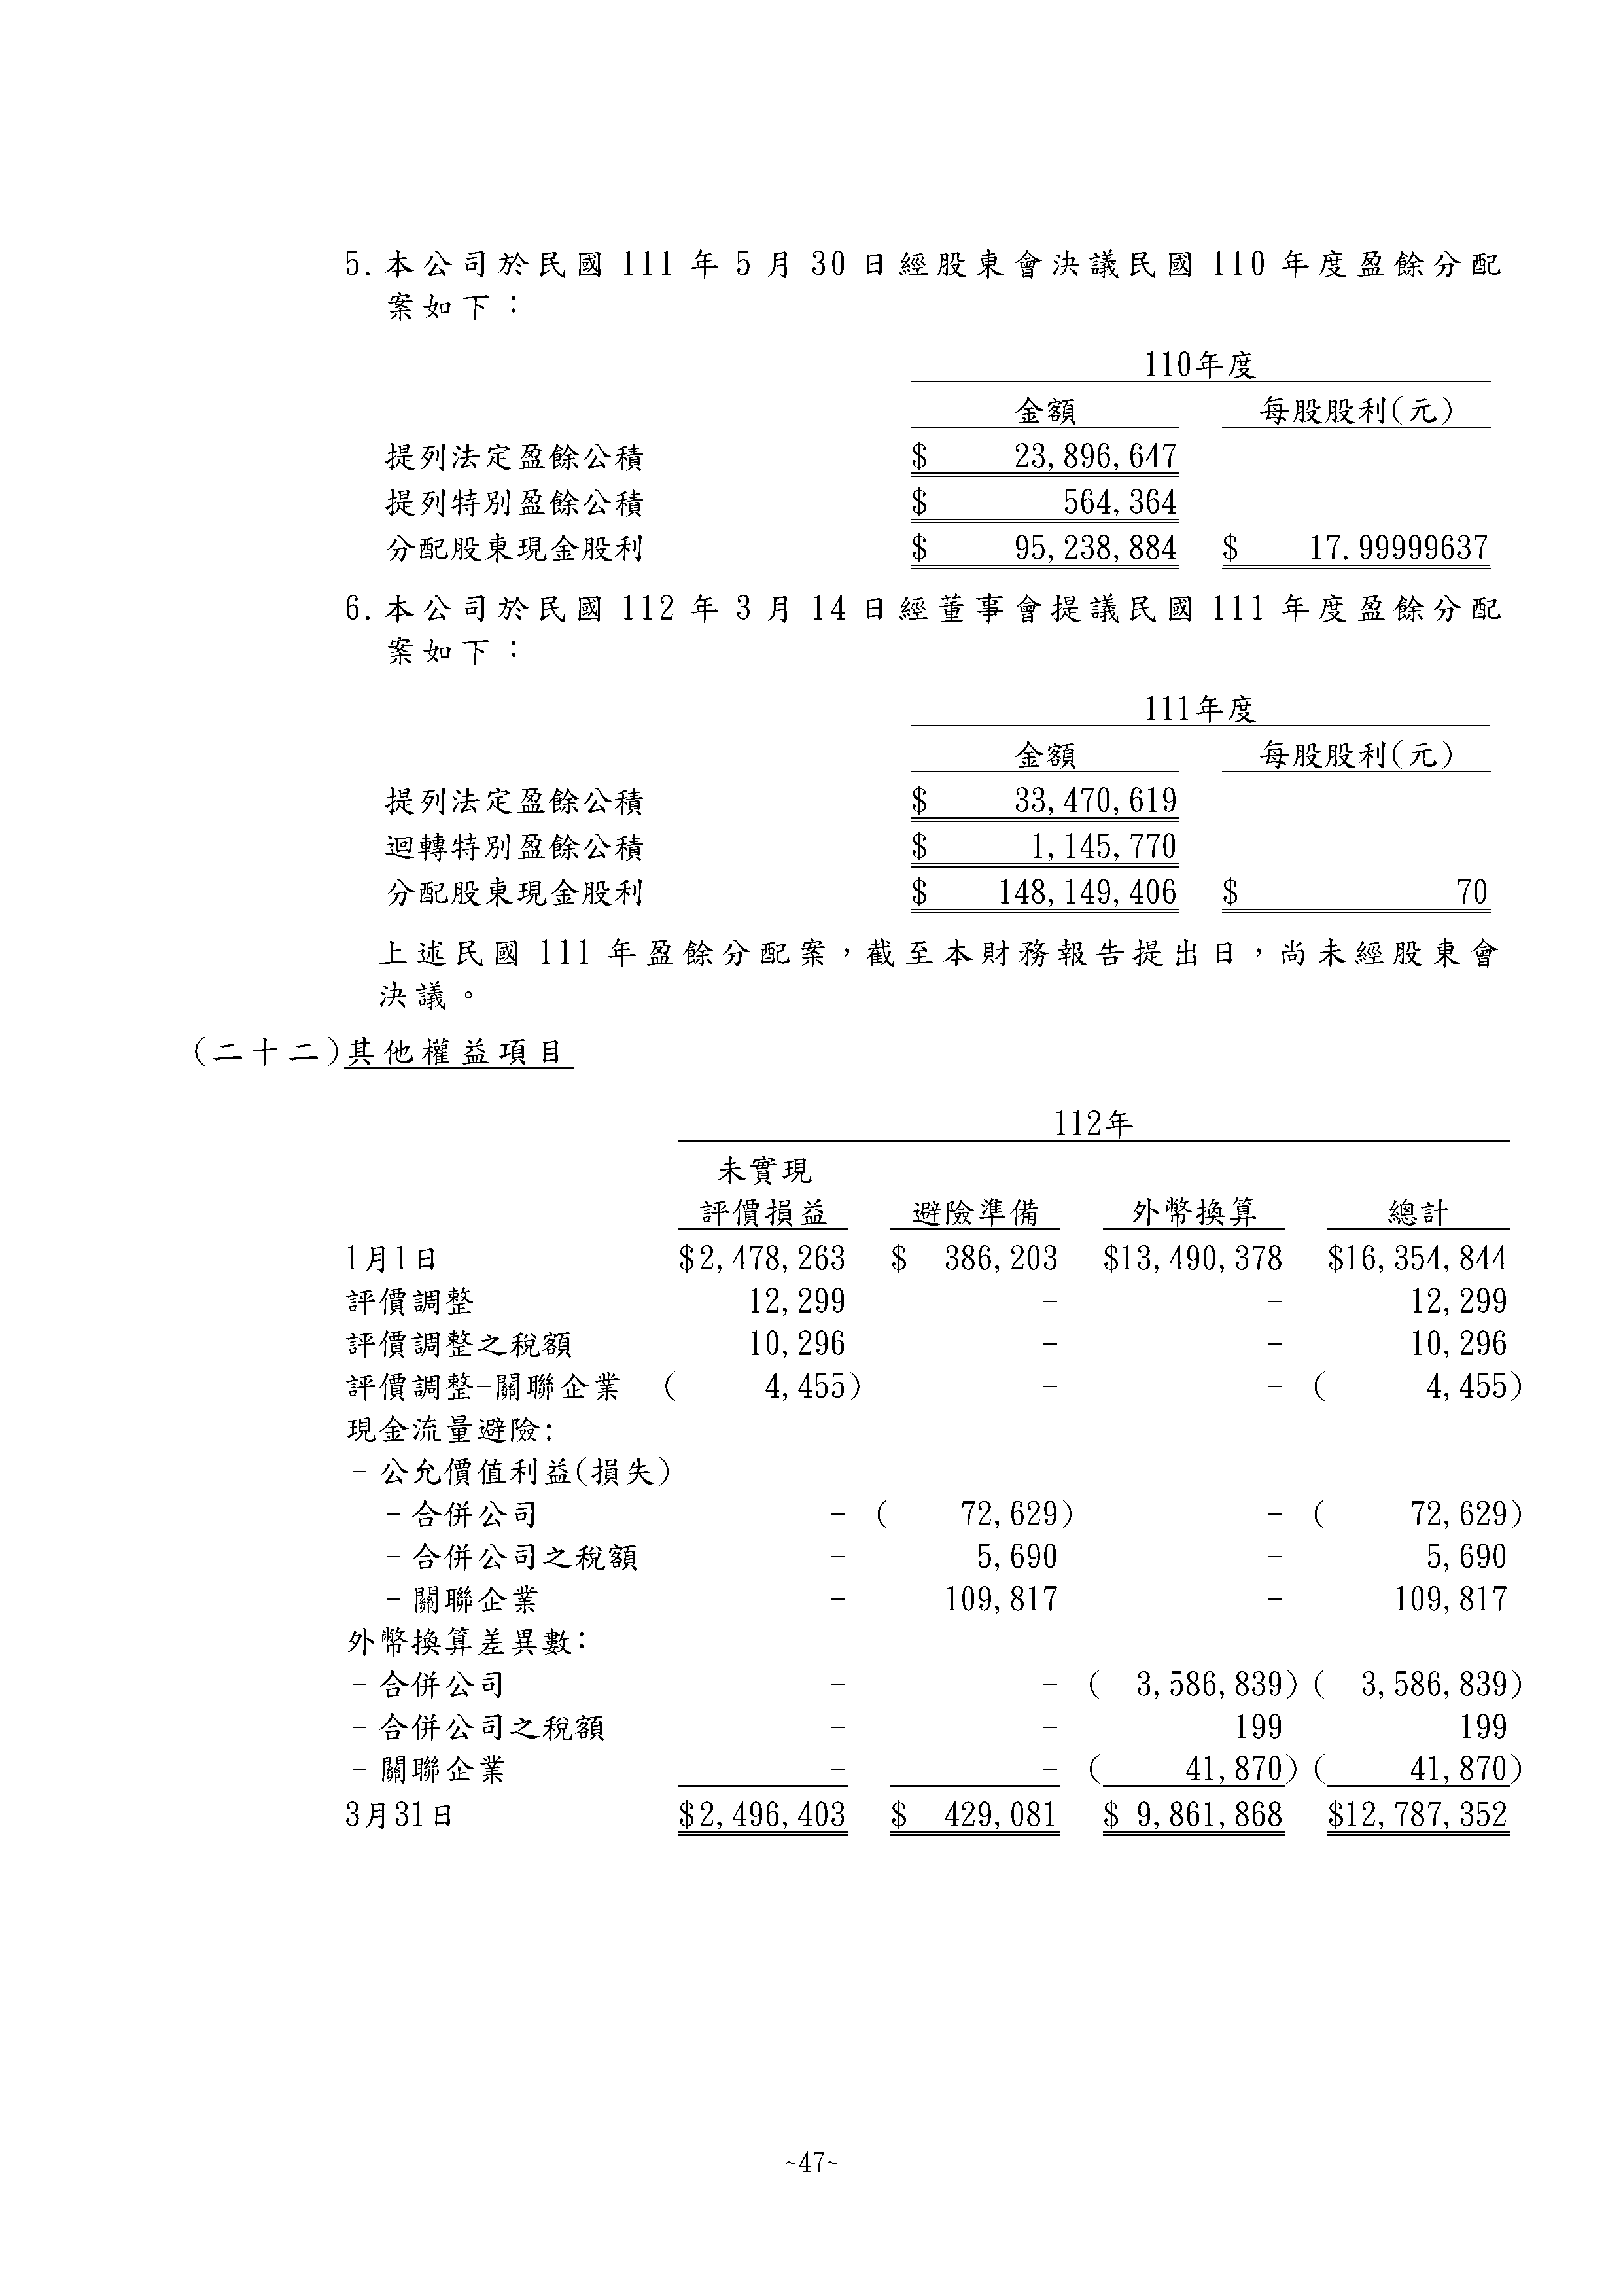 5.本公司於民國 111 年 5 月 30 日經股東會決議民國 110 年度盈餘分配
案如下：
110年度
金額 每股股利(元)
提列法定盈餘公積 $ 23,896,647
提列特別盈餘公積 $ 564,364
分配股東現金股利 $ 95,238,884 $ 17.99999637
6.本公司於民國 112 年 3 月 14 日經董事會提議民國 111 年度盈餘分配
案如下：
111年度
金額 每股股利(元)
提列法定盈餘公積 $ 33,470,619
迴轉特別盈餘公積 $ 1,145,770
分配股東現金股利 $ 148,149,406 $ 70
上述民國 111 年盈餘分配案，截至本財務報告提出日，尚未經股東會
決議。
(二十二)其他權益項目
112年
未實現
評價損益 避險準備 外幣換算 總計
1月1日 $2,478,263 $ 386,203 $13,490,378 $16,354,844
評價調整 12,299 - - 12,299
評價調整之稅額 10,296 - - 10,296
評價調整-關聯企業 ( 4,455) - - ( 4,455)
現金流量避險:
-公允價值利益(損失)
-合併公司 - ( 72,629) - ( 72,629)
-合併公司之稅額 - 5,690 - 5,690
-關聯企業 - 109,817 - 109,817
外幣換算差異數:
-合併公司 - - ( 3,586,839) ( 3,586,839)
-合併公司之稅額 - - 199 199
-關聯企業 - - ( 41,870) ( 41,870)
3月31日 $2,496,403 $ 429,081 $ 9,861,868 $12,787,352
~47~